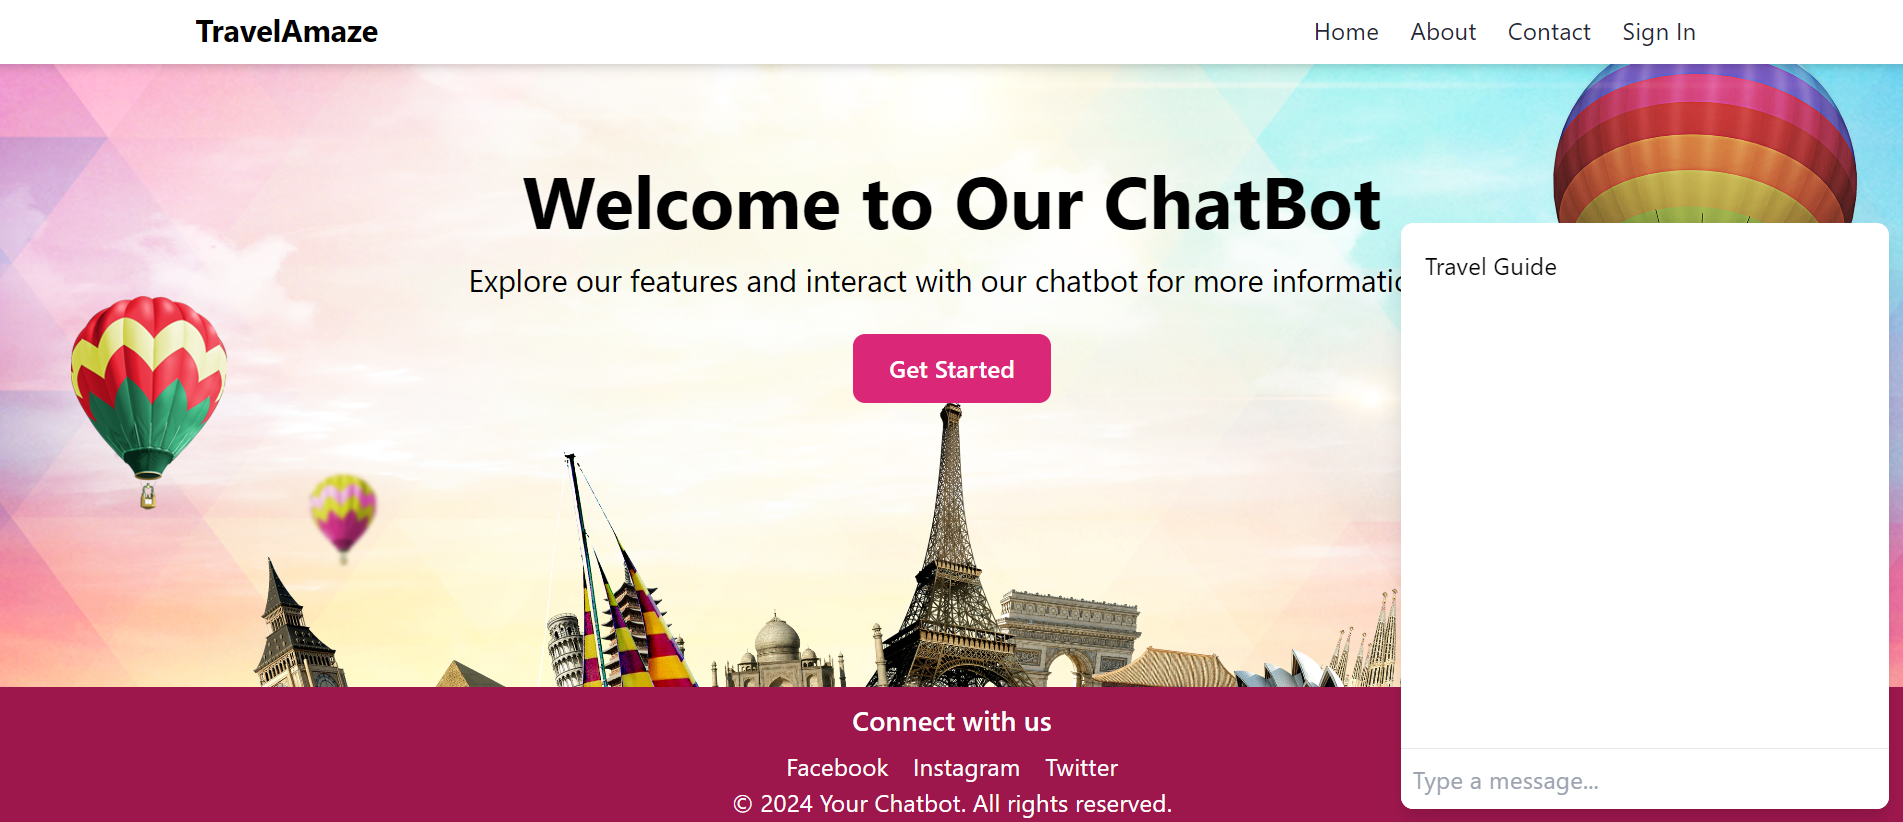 TravelAmaze
Home About Contact Sign In
Welcome to Our ChatBot
Explore our features and interact with our chatbot for more
Get Started
Travel Guide
Type a message...
Connect with us
Facebook Instagram Twitter
© 2024 Your Chatbot. All rights reserved.